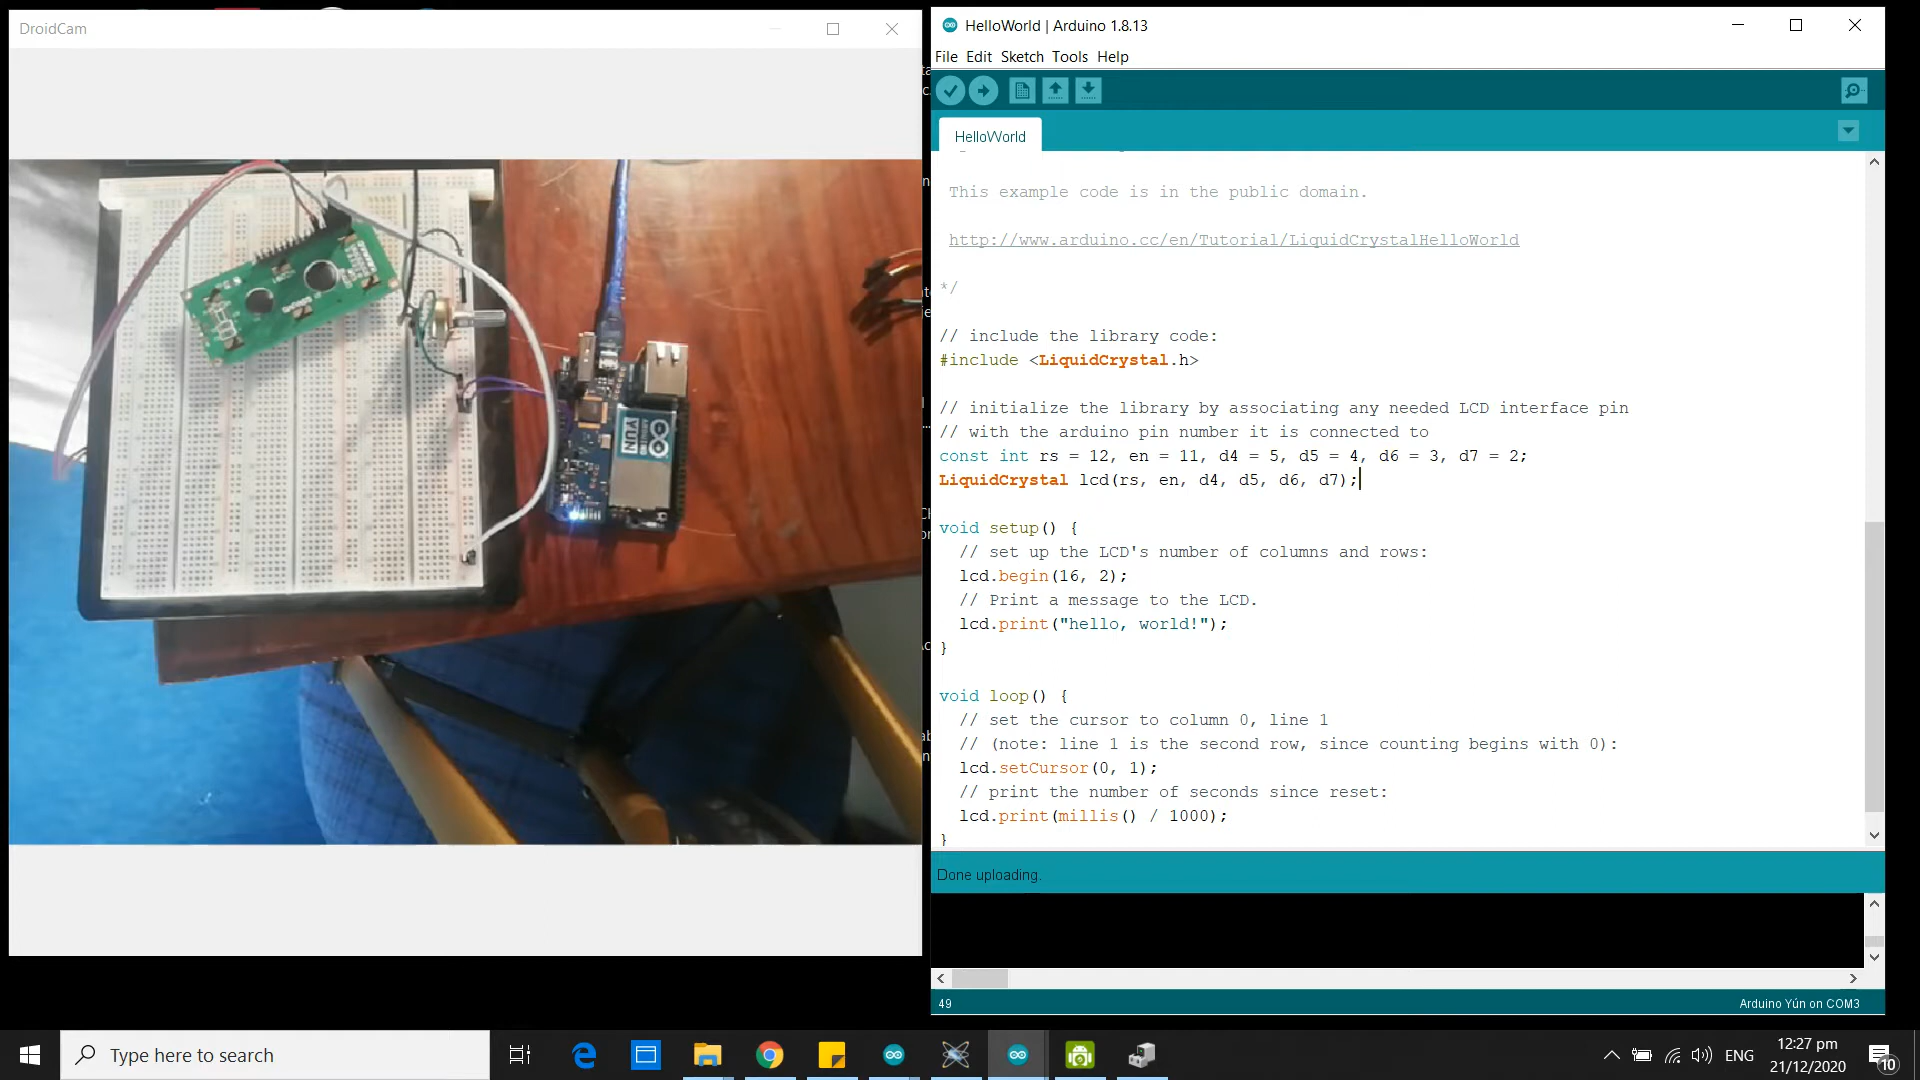 DroidCam
HelloWorld | Arduino 1.8.13
File Edit Sketch Tools Help
HelloWorld
This example code is in the public domain.
http://www.arduino.cc/en/Tutorial/LiquidCrystalHelloWorld
*/
// include the library code:
#include <LiquidCrystal.h>
// initialize the library by associating any needed LCD interface pin
// with the arduino pin number it is connected to
const int rs = 12, en = 11, d4 = 5, d5 = 4, d6 = 3, d7 = 2;
LiquidCrystal lcd(rs, en, d4, d5, d6, d7);
void setup() {
// set up the LCD's number of columns and rows:
lcd.begin(16, 2);
// Print a message to the LCD.
lcd.print("hello, world!");
}
void loop() {
// set the cursor to column 0, line 1
// (note: line 1 is the second row, since counting begins with 0):
lcd.setCursor(0, 1);
// print the number of seconds since reset:
lcd.print(millis() / 1000);
}
Done uploading.
49
Arduino Yún on COM3
YUN
Type here to search
ENG
12:27 pm
21/12/2020
10